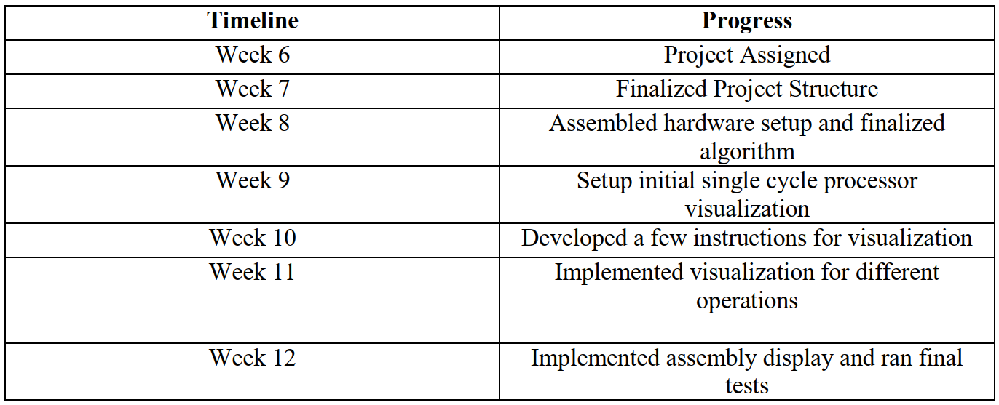 Timeline Progress
Week 6 Project Assigned
Week 7 Finalized Project Structure
Week 8 Assembled hardware setup and finalized
algorithm
Week 9 Setup initial single cycle processor
visualization
Week 10 Developed a few instructions for visualization
Week 11 Implemented visualization for different
operations
Week 12 Implemented assembly display and ran final
tests